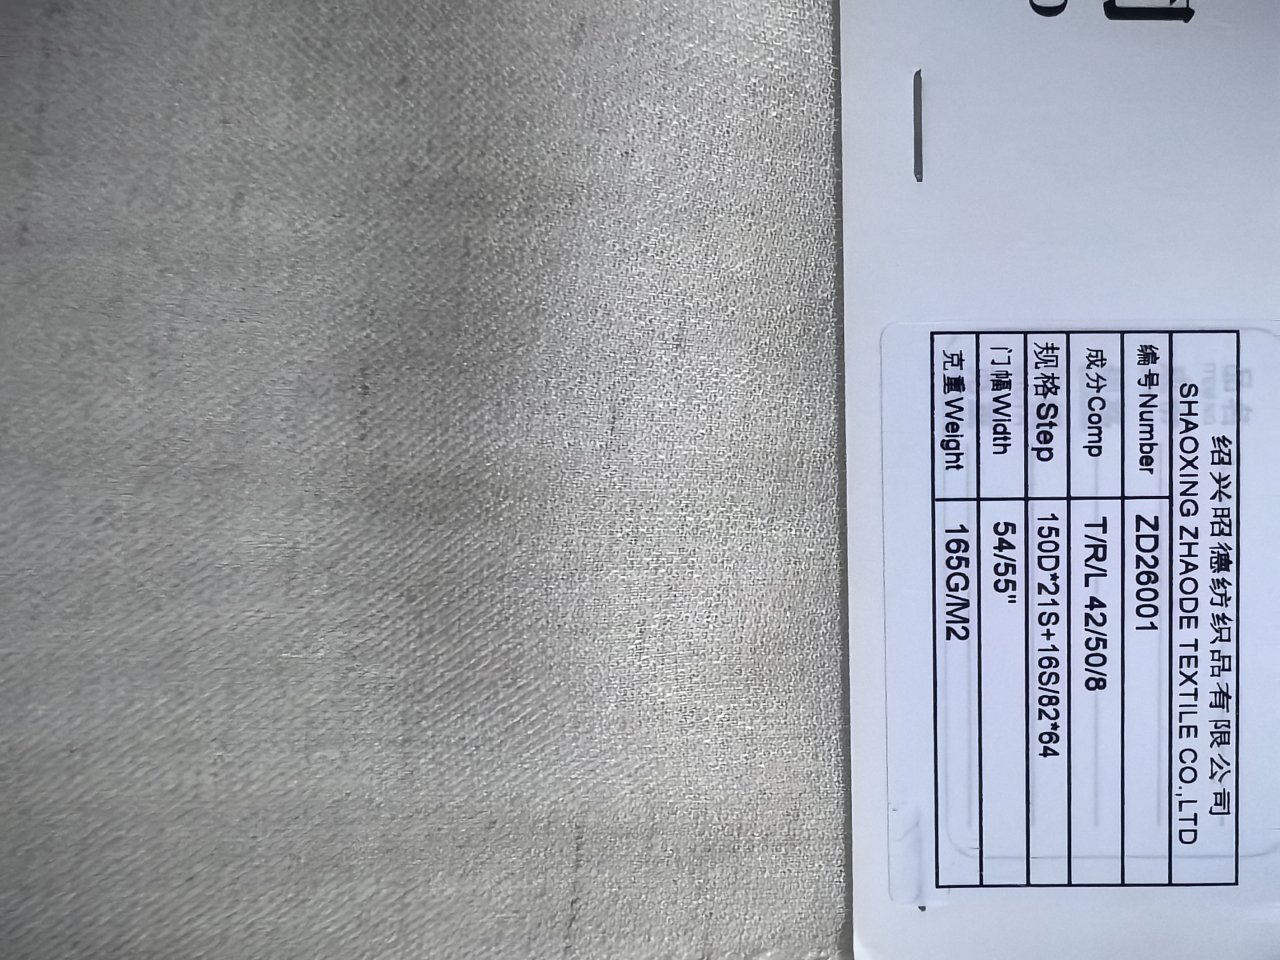 绍兴昭德纺织品有限公司
SHAOXING ZHAODE TEXTILE CO.,LTD
编号Number ZD26001
成分Comp T/R/L 42/50/8
规格Step 150D*21S+16S/82*64
门幅Width 54/55"
克重Weight 165G/M2